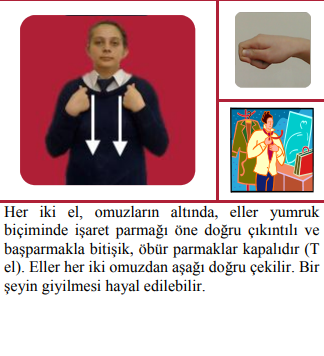 Her iki el, omuzların altında, eller yumruk
biçiminde işaret parmağı öne doğru çıkıntılı ve
başparmakla bitişik, öbür parmaklar kapalıdır (T
el). Eller her iki omuzdan aşağı doğru çekilir. Bir
şeyin giyilmesi hayal edilebilir.